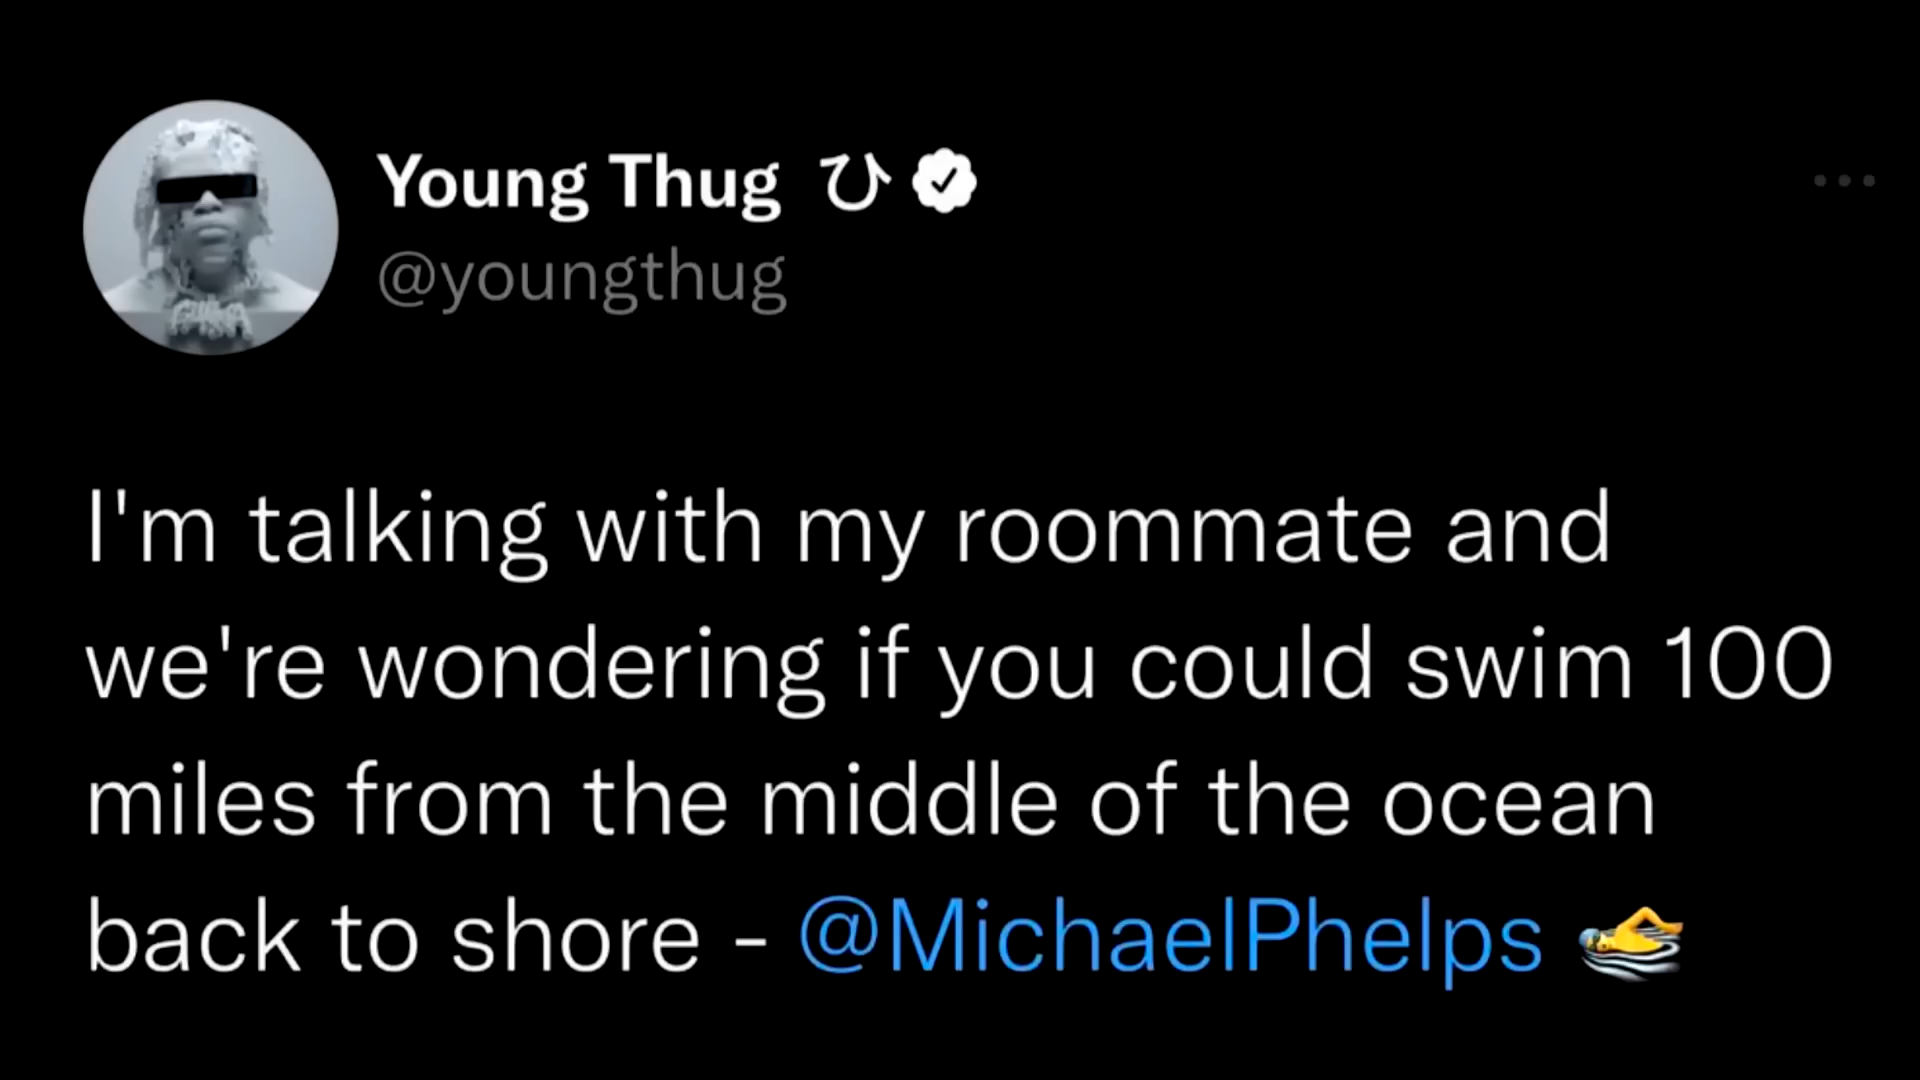 Young Thug ひ
@youngthug
I'm talking with my roommate and
we're wondering if you could swim 100
miles from the middle of the ocean
back to shore - @MichaelPhelps 🏊